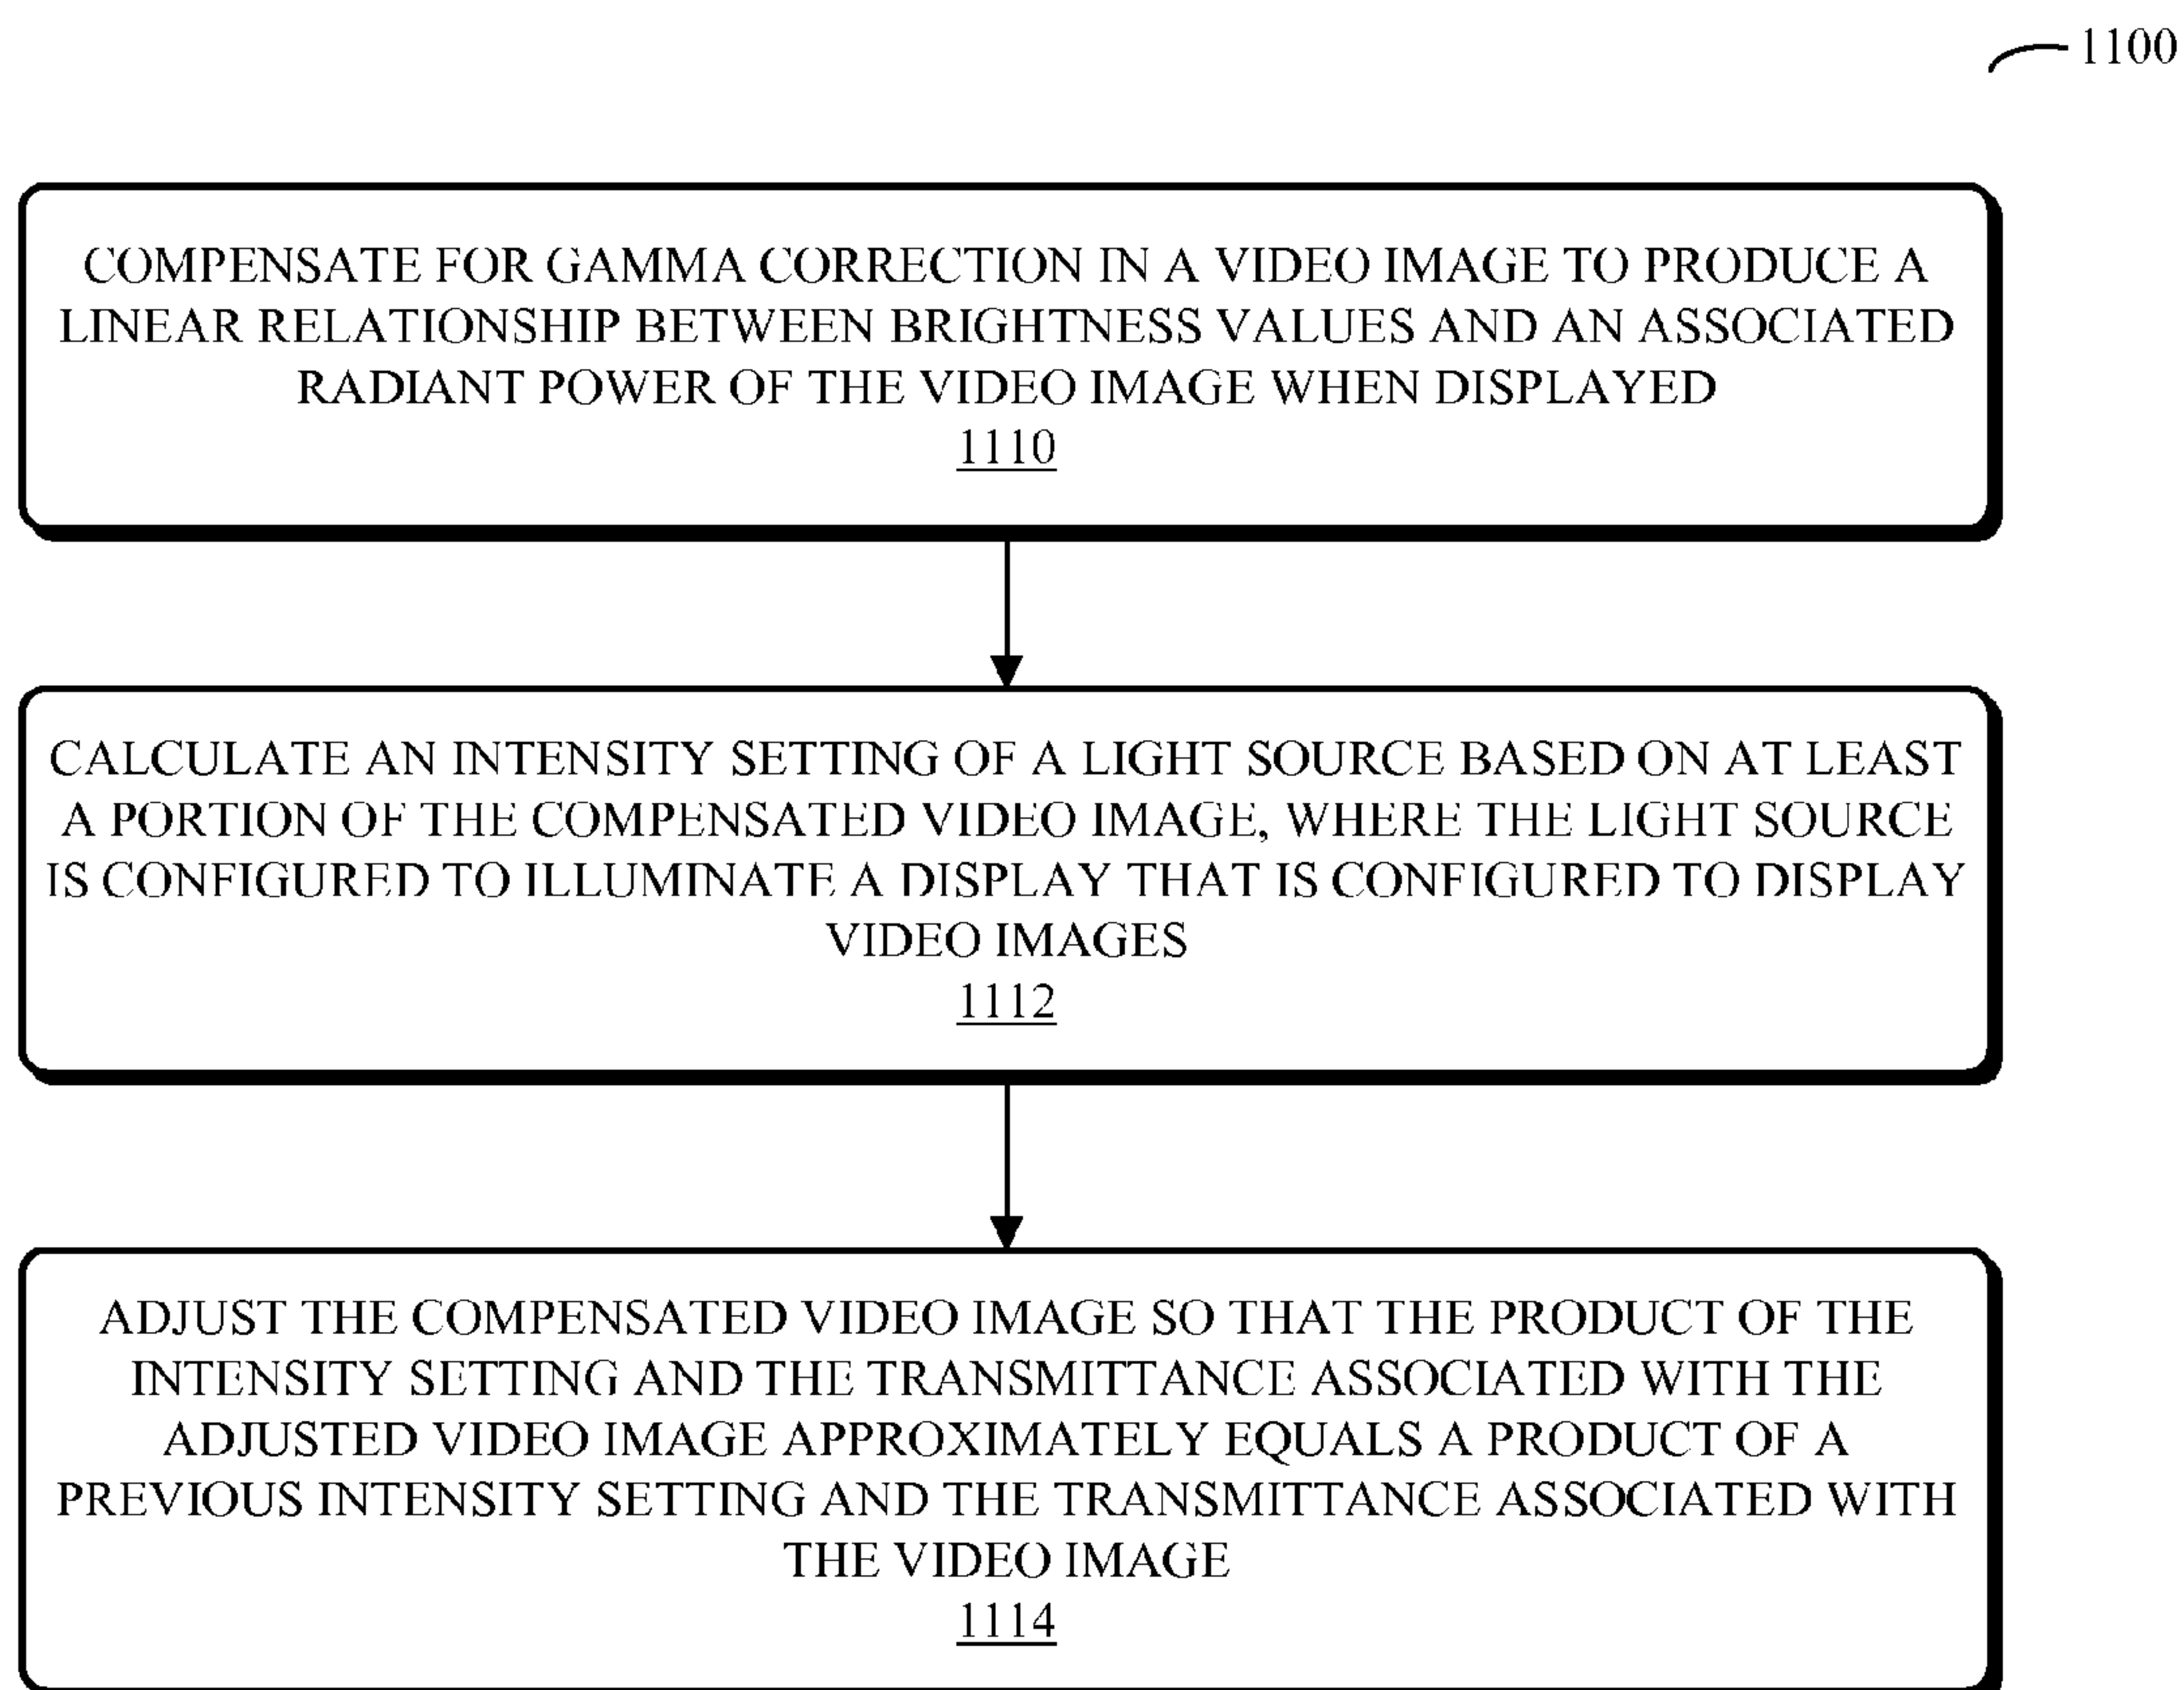 1100
COMPENSATE FOR GAMMA CORRECTION IN A VIDEO IMAGE TO PRODUCE A
LINEAR RELATIONSHIP BETWEEN BRIGHTNESS VALUES AND AN ASSOCIATED
RADIANT POWER OF THE VIDEO IMAGE WHEN DISPLAYED
1110
CALCULATE AN INTENSITY SETTING OF A LIGHT SOURCE BASED ON AT LEAST
A PORTION OF THE COMPENSATED VIDEO IMAGE, WHERE THE LIGHT SOURCE
IS CONFIGURED TO ILLUMINATE A DISPLAY THAT IS CONFIGURED TO DISPLAY
VIDEO IMAGES
1112
ADJUST THE COMPENSATED VIDEO IMAGE SO THAT THE PRODUCT OF THE
INTENSITY SETTING AND THE TRANSMITTANCE ASSOCIATED WITH THE
ADJUSTED VIDEO IMAGE APPROXIMATELY EQUALS A PRODUCT OF A
PREVIOUS INTENSITY SETTING AND THE TRANSMITTANCE ASSOCIATED WITH
THE VIDEO IMAGE
1114